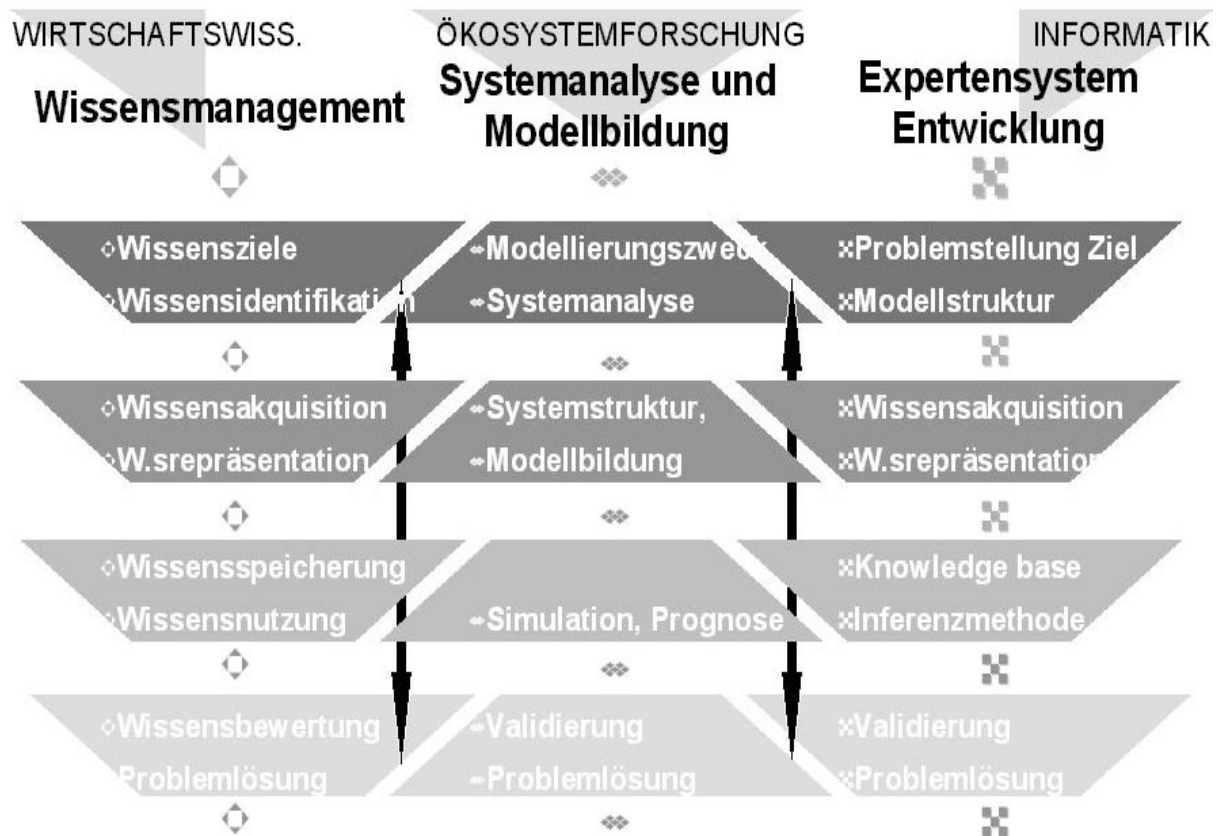 WIRTSCHAFTSWISS.
Wissensmanagement
ÖKOSYSTEMFORSCHUNG
Systemanalyse und
Modellbildung
INFORMATIK
Expertensystem
Entwicklung
Wissensziele
Wissensidentifikation
Modellierungszweck
Systemanalyse
Problemstellung Ziel
Modellstruktur
Wissensakquisition
W.srepräsentation
Systemstruktur,
Modellbildung
Wissensakquisition
W.srepräsentation
Wissensspeicherung
Wissensnutzung
Simulation, Prognose
Knowledge base
Inferenzmethode
Wissensbewertung
Problemlösung
Validierung
Problemlösung
Validierung
Problemlösung